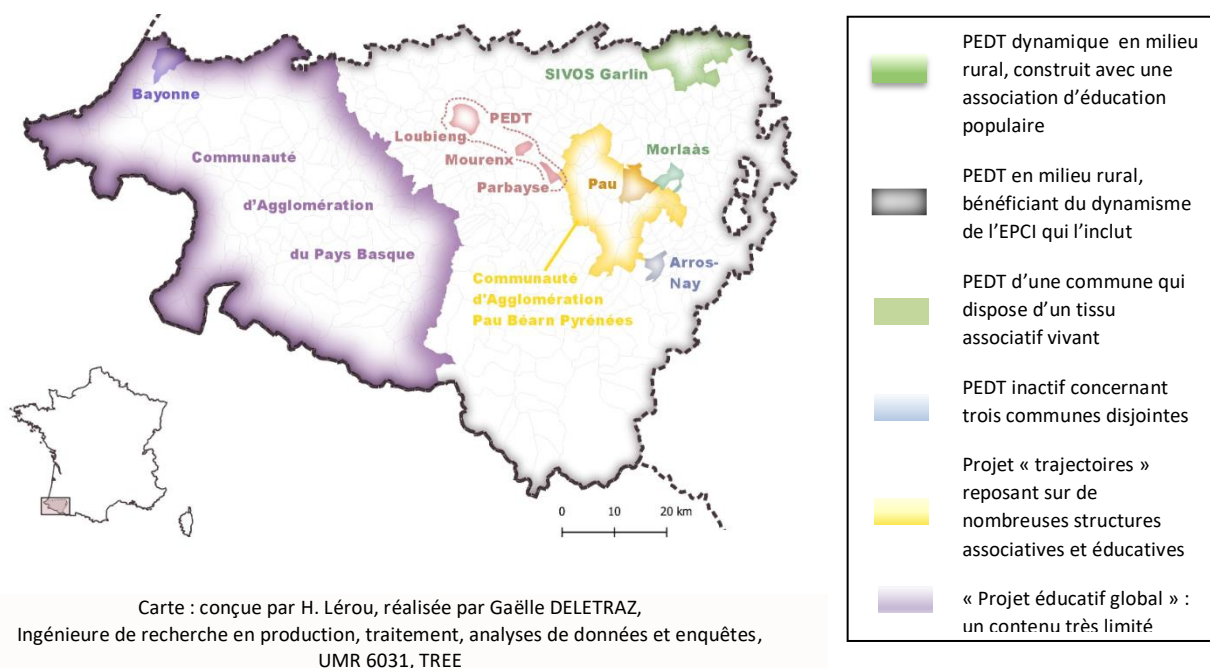 SIVOS Garlin
Bayonne
PEDT
Loubieng
Communauté
Morlaàs
Mourenx
Pau
Parbayse
d'Agglomération
du Pays Basque
Arros-
Nay
Communauté
d'Agglomération
Pau Béarn Pyrénées
0 10 20 km
Carte : conçue par H. Lérou, réalisée par Gaëlle DELETRAZ,
Ingénieure de recherche en production, traitement, analyses de données et enquêtes,
UMR 6031, TREE
PEDT dynamique en milieu
rural, construit avec une
association d’éducation
populaire
PEDT en milieu rural,
bénéficiant du dynamisme
de l’EPCI qui l’inclut
PEDT d’une commune qui
dispose d’un tissu
associatif vivant
PEDT inactif concernant
trois communes disjointes
Projet « trajectoires »
reposant sur de
nombreuses structures
associatives et éducatives
« Projet éducatif global » :
un contenu très limité